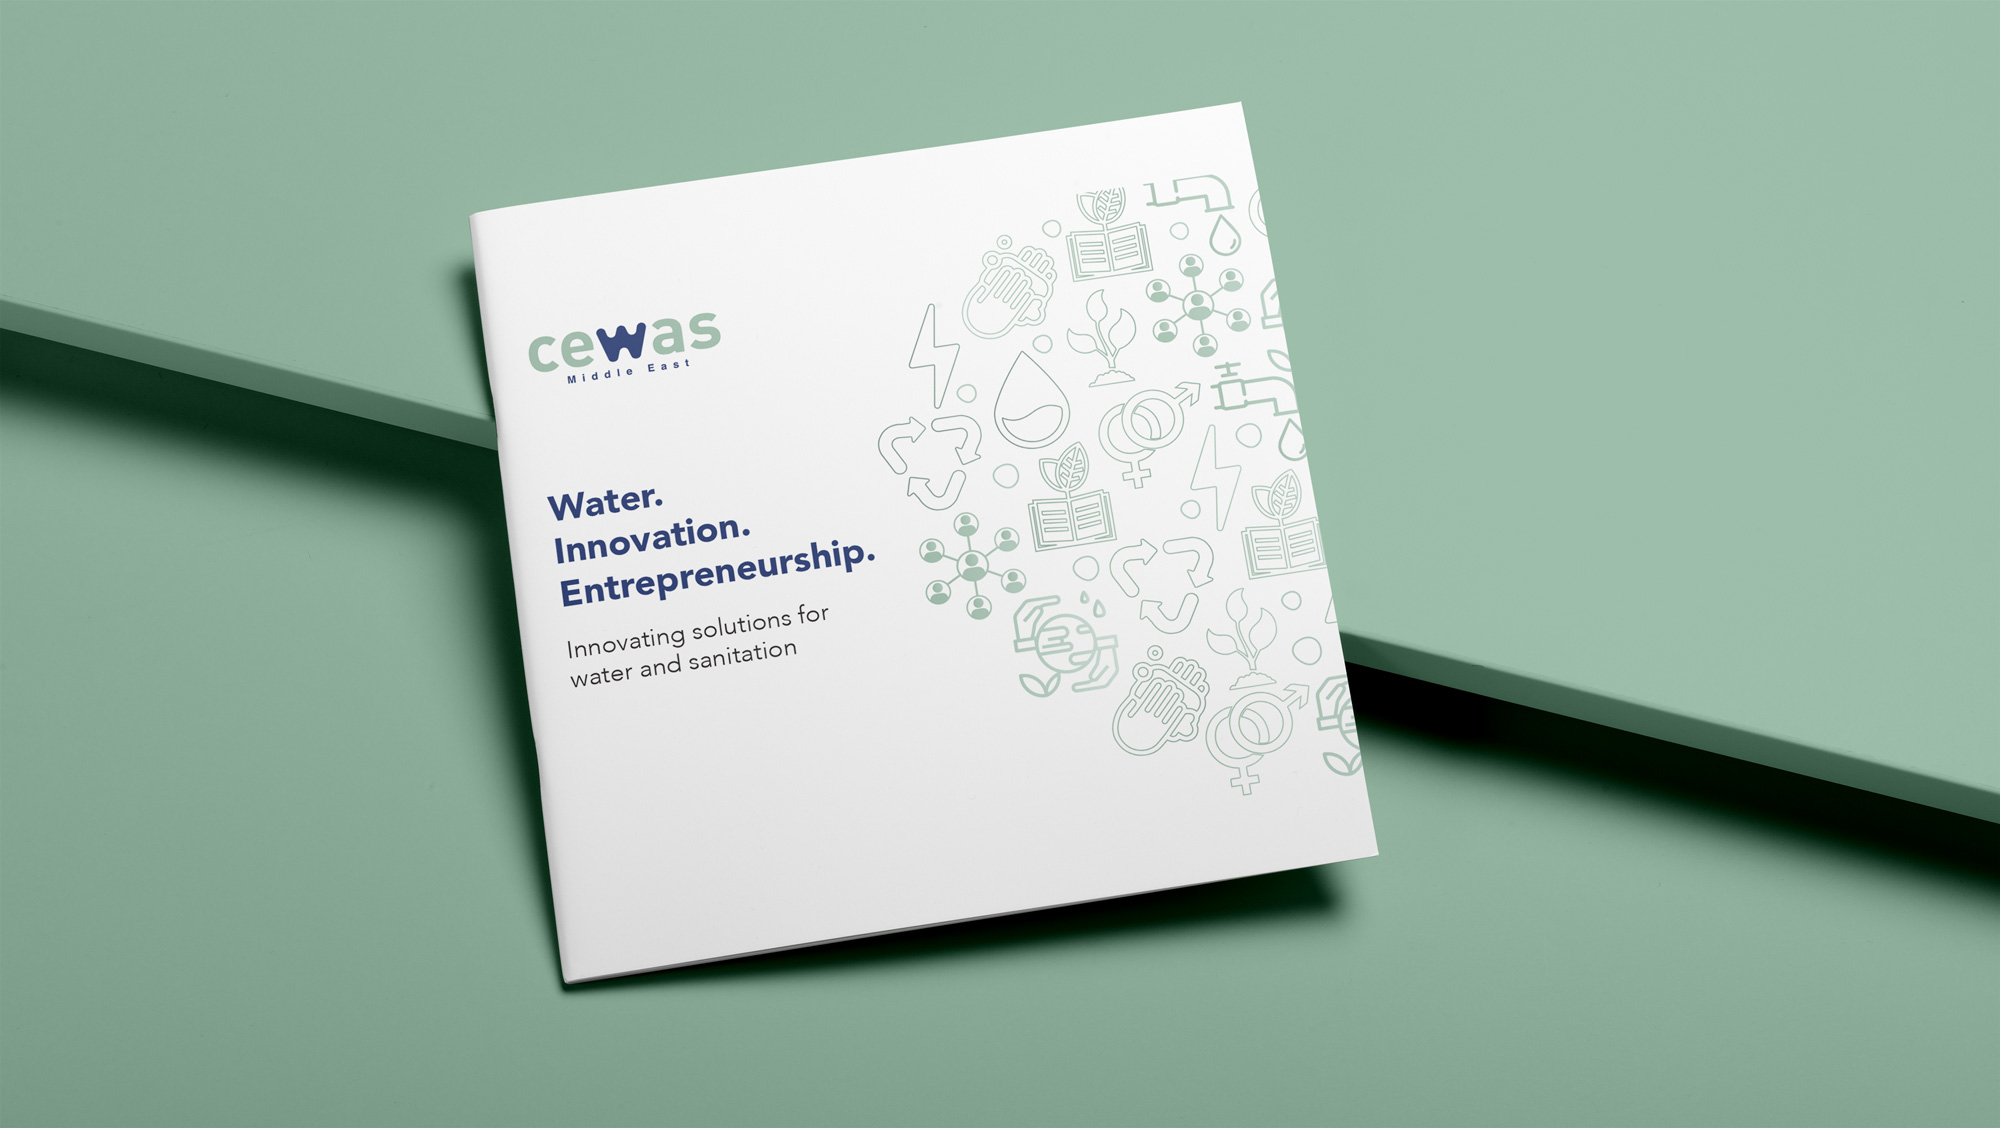 cewas
Middle East
Water.
Innovation.
Entrepreneurship.
Innovating solutions for
water and sanitation